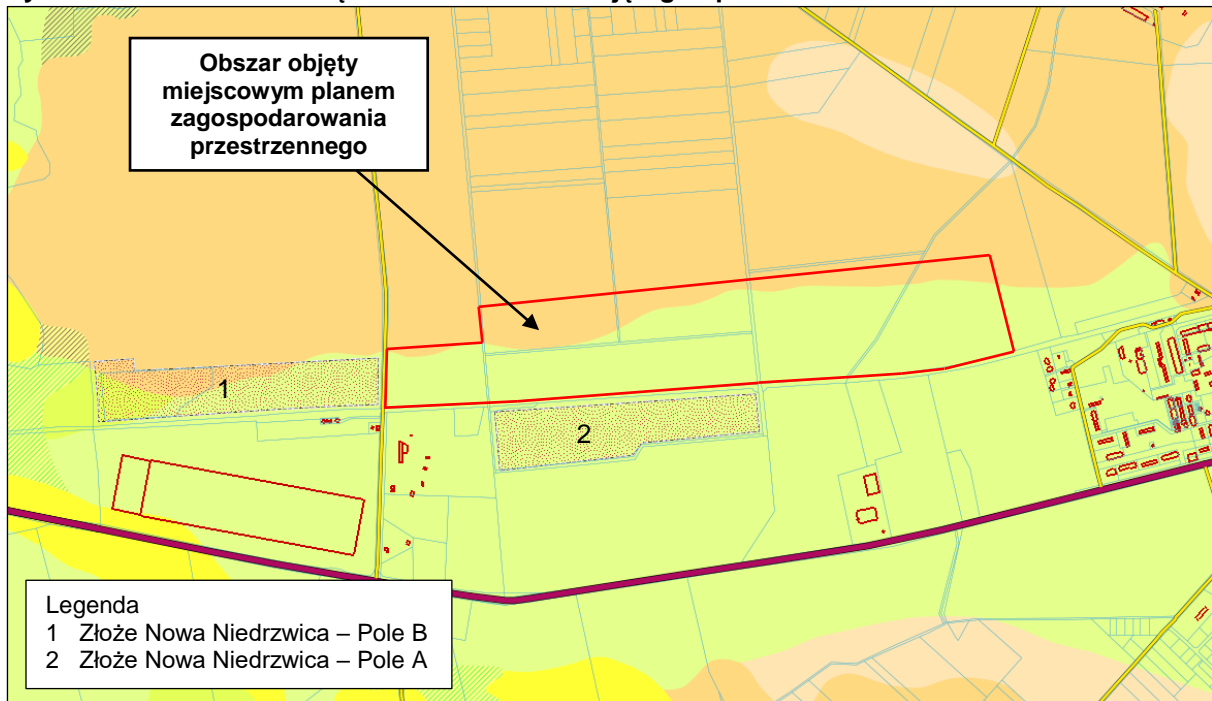 Obszar objęty
miejscowym planem
zagospodarowania
przestrzennego
1
2
Legenda
1 Złoże Nowa Niedrzwica – Pole B
2 Złoże Nowa Niedrzwica – Pole A